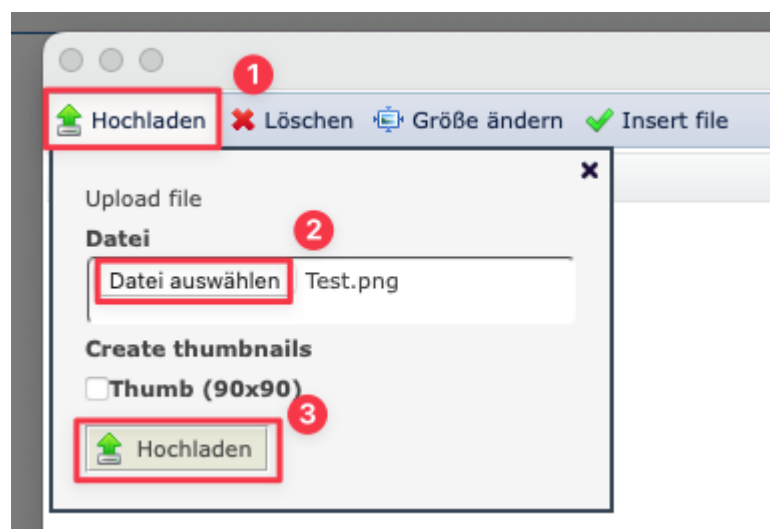 1
Hochladen Löschen Größe ändern Insert file
Upload file
2
Datei
Datei auswählen Test.png
Create thumbnails
Thumb (90x90)
3
Hochladen